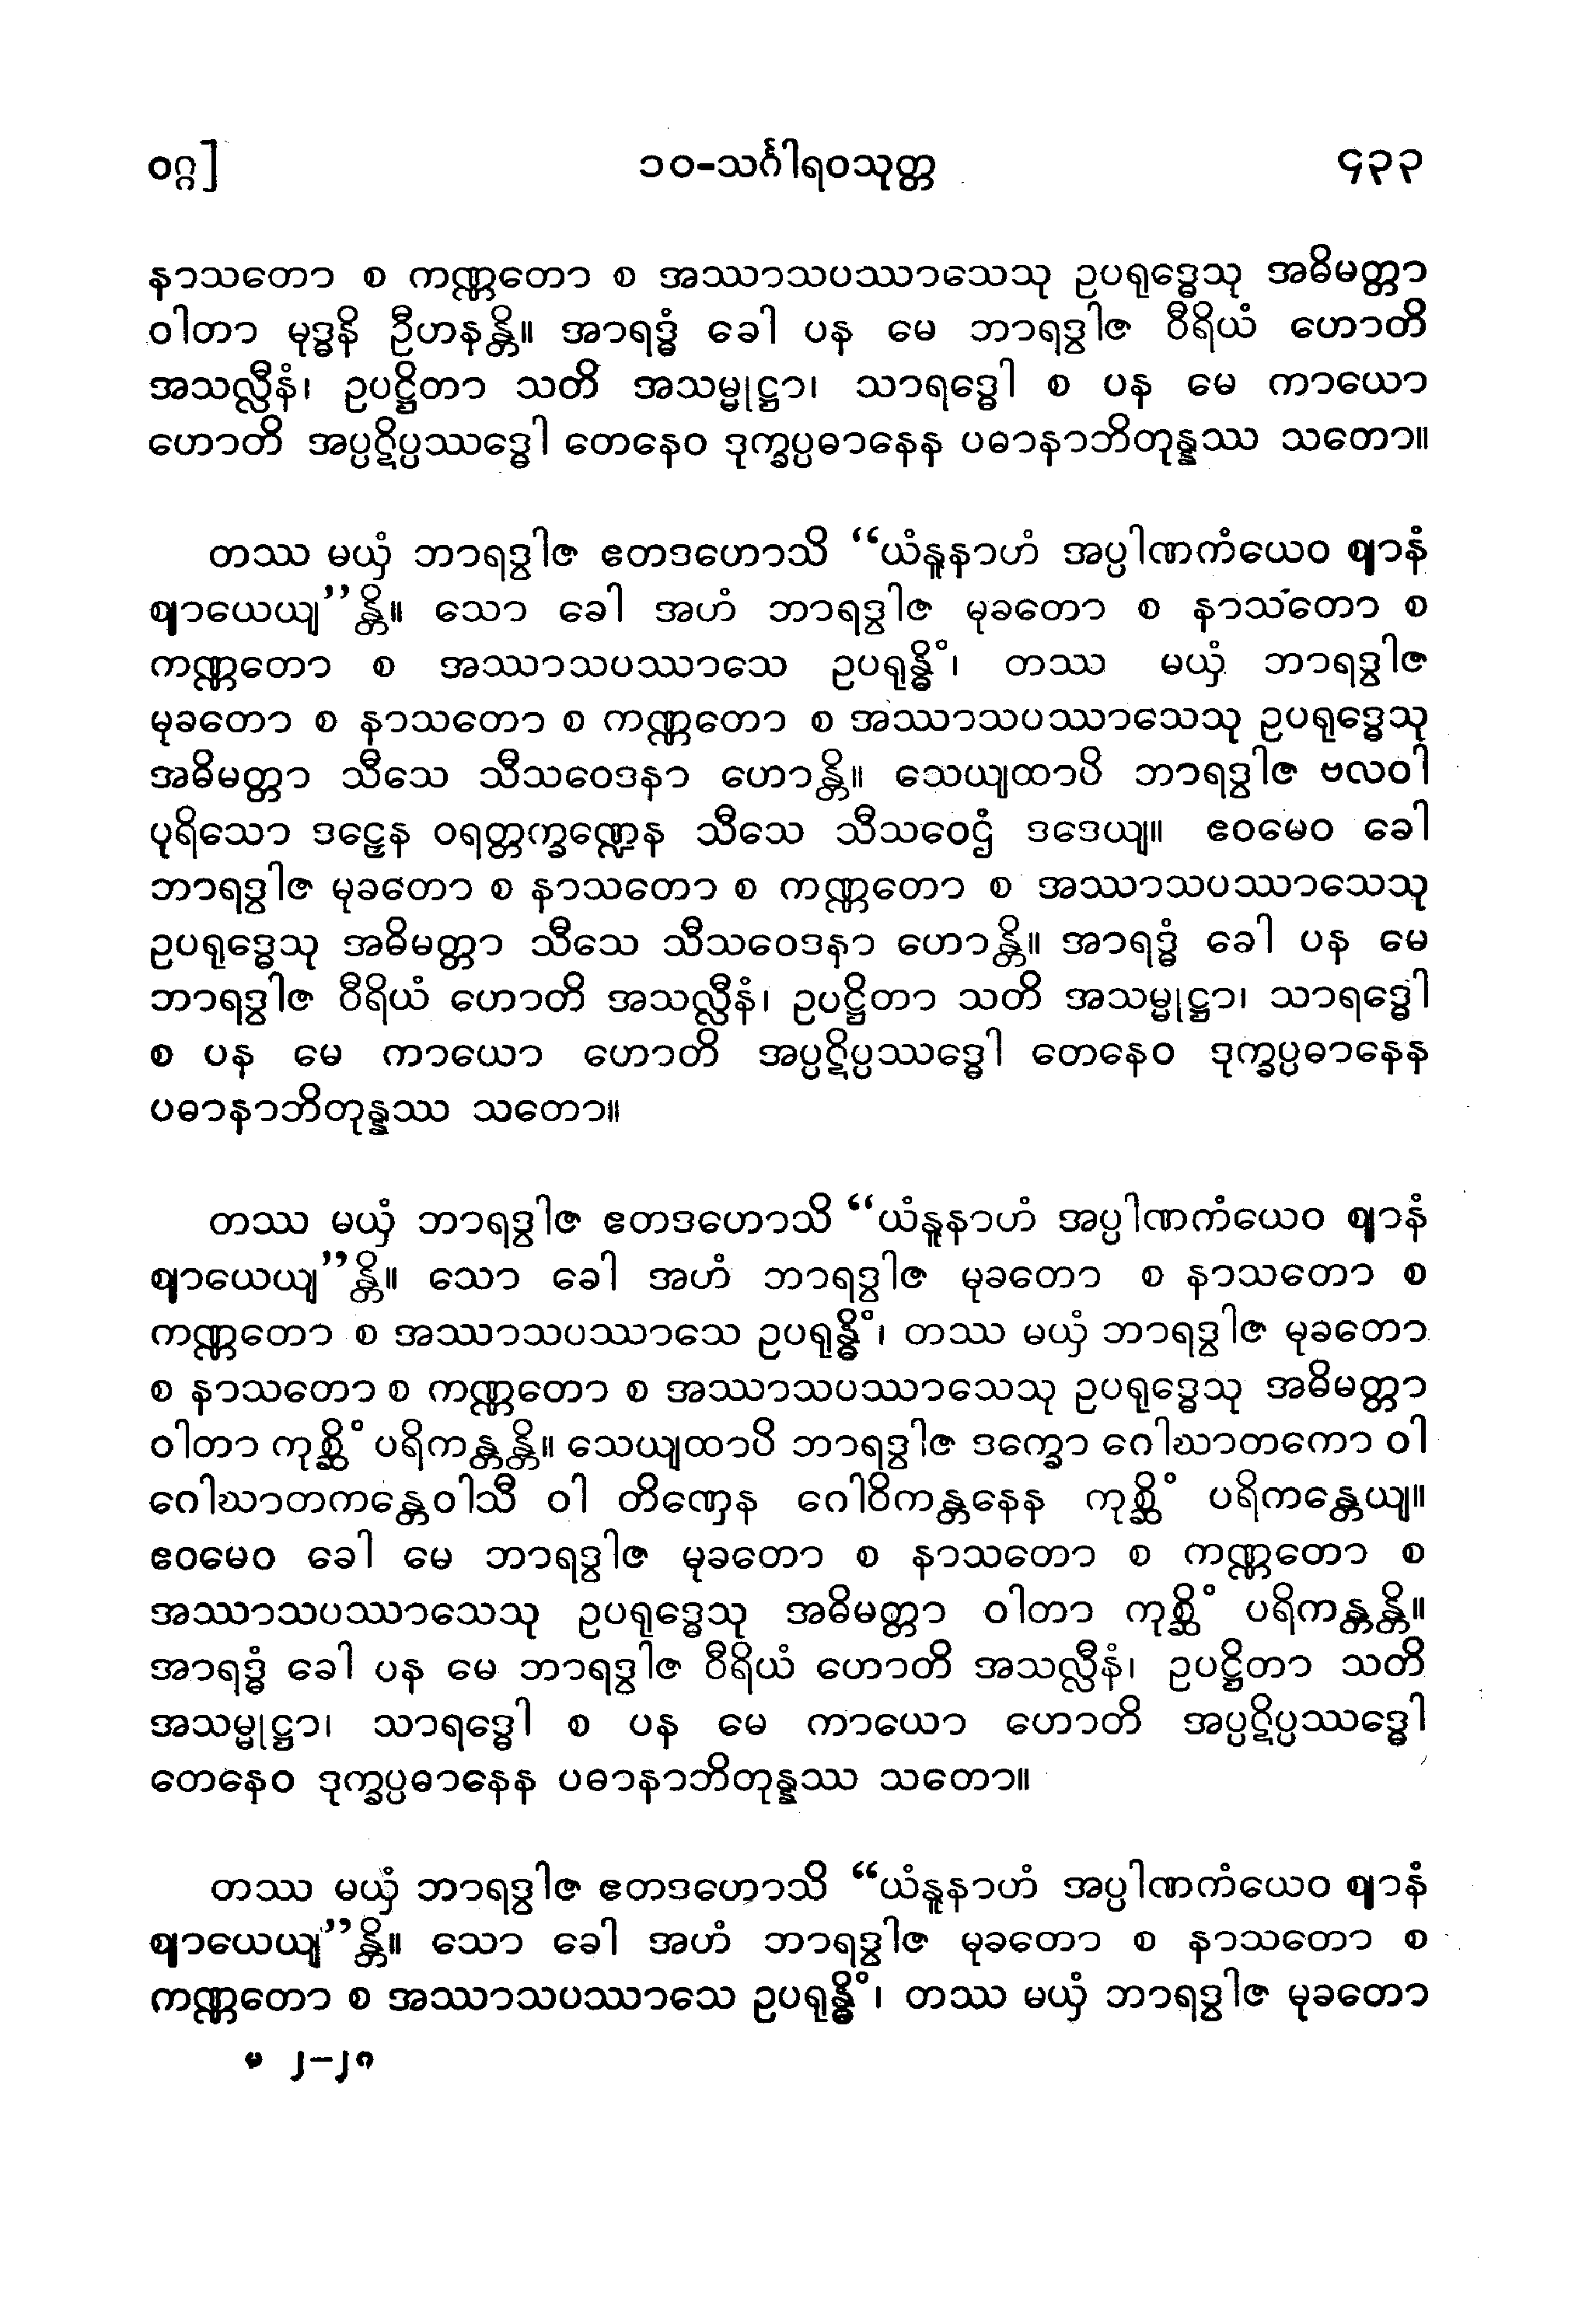 ဝဂ္ဂ]
၁၀-သင်္ဂါရဝသုတ္တ
၄၃၃
နာသတော စ ကဏ္ဏတော စ အဿာသပဿာသေသု ဥပရုဒ္ဓေသု အဓိမတ္တာ
ဝါတာ မုဒ္ဓနိ ဦဟနန္တိ။ အာရဒ္ဓံ ခေါ ပန မေ ဘာရဒွါဇ ဝီရိယံ ဟောတိ
အသလ္လီနံ၊ ဥပဋ္ဌိတာ သတိ အသမ္မုဋ္ဌာ၊ သာရဒ္ဓေါ စ ပန မေ ကာယော
ဟောတိ အပ္ပဋိပ္ပဿဒ္ဓေါ တေနေဝ ဒုက္ခပ္ပဓာနေန ပဓာနာဘိတုန္နဿ သတော။
တဿ မယှံ ဘာရဒွါဇ ဧတဒဟောသိ “ယံနူနာဟံ အပ္ပါဏကံယေဝ ဈာနံ
ဈာယေယျ”န္တိ။ သော ခေါ အဟံ ဘာရဒွါဇ မုခတော စ နာသတော စ
ကဏ္ဏတော စ အဿာသပဿာသေ ဥပရုန္ဓိံ၊ တဿ မယှံ ဘာရဒွါဇ
မုခတော စ နာသတော စ ကဏ္ဏတော စ အဿာသပဿာသေသု ဥပရုဒ္ဓေသု
အဓိမတ္တာ သီသေ သီသဝေဒနာ ဟောန္တိ။ သေယျထာပိ ဘာရဒွါဇ ဗလဝါ
ပုရိသော ဒဠှေန ဝရတ္တက္ခဏ္ဍေန သီသေ သီသဝေဌံ ဒဒေယျ။ ဧဝမေဝ ခေါ
ဘာရဒွါဇ မုခတော စ နာသတော စ ကဏ္ဏတော စ အဿာသပဿာသေသု
ဥပရုဒ္ဓေသု အဓိမတ္တာ သီသေ သီသဝေဒနာ ဟောန္တိ။ အာရဒ္ဓံ ခေါ ပန မေ
ဘာရဒွါဇ ဝီရိယံ ဟောတိ အသလ္လီနံ၊ ဥပဋ္ဌိတာ သတိ အသမ္မုဋ္ဌာ၊ သာရဒ္ဓေါ
စ ပန မေ ကာယော ဟောတိ အပ္ပဋိပ္ပဿဒ္ဓေါ တေနေဝ ဒုက္ခပ္ပဓာနေန
ပဓာနာဘိတုန္နဿ သတော။
တဿ မယှံ ဘာရဒွါဇ ဧတဒဟောသိ “ယံနူနာဟံ အပ္ပါဏကံယေဝ ဈာနံ
ဈာယေယျ”န္တိ။ သော ခေါ အဟံ ဘာရဒွါဇ မုခတော စ နာသတော စ
ကဏ္ဏတော စ အဿာသပဿာသေ ဥပရုန္ဓိံ၊ တဿ မယှံ ဘာရဒွါဇ မုခတော
စ နာသတော စ ကဏ္ဏတော စ အဿာသပဿာသေသု ဥပရုဒ္ဓေသု အဓိမတ္တာ
ဝါတာ ကုစ္ဆိံ ပရိကန္တန္တိ။ သေယျထာပိ ဘာရဒွါဇ ဒက္ခော ဂေါဃာတကော ဝါ
ဂေါဃာတကန္တေဝါသီ ဝါ တိဏှေန ဂေါဝိကန္တနေန ကုစ္ဆိံ ပရိကန္တေယျ။
ဧဝမေဝ ခေါ မေ ဘာရဒွါဇ မုခတော စ နာသတော စ ကဏ္ဏတော စ
အဿာသပဿာသေသု ဥပရုဒ္ဓေသု အဓိမတ္တာ ဝါတာ ကုစ္ဆိံ ပရိကန္တန္တိ။
အာရဒ္ဓံ ခေါ ပန မေ ဘာရဒွါဇ ဝီရိယံ ဟောတိ အသလ္လီနံ၊ ဥပဋ္ဌိတာ သတိ
အသမ္မုဋ္ဌာ၊ သာရဒ္ဓေါ စ ပန မေ ကာယော ဟောတိ အပ္ပဋိပ္ပဿဒ္ဓေါ
တေနေဝ ဒုက္ခပ္ပဓာနေန ပဓာနာဘိတုန္နဿ သတော။
တဿ မယှံ ဘာရဒွါဇ ဧတဒဟောသိ “ယံနူနာဟံ အပ္ပါဏကံယေဝ ဈာနံ
ဈာယေယျ”န္တိ။ သော ခေါ အဟံ ဘာရဒွါဇ မုခတော စ နာသတော စ
ကဏ္ဏတော စ အဿာသပဿာသေ ဥပရုန္ဓိံ၊ တဿ မယှံ ဘာရဒွါဇ မုခတော
မ ၂-၂၈